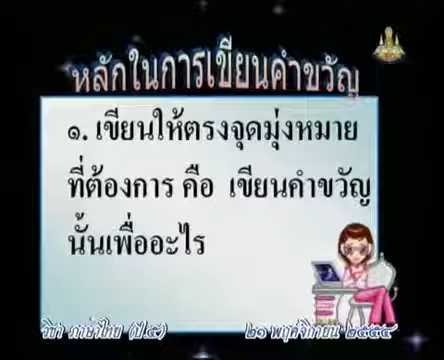 หลักในการเขียนคำขวัญ
๑. เขียนให้ตรงจุดมุ่งหมาย
ที่ต้องการ คือ เขียนคำขวัญ
นั้นเพื่ออะไร
วิชา ภาษาไทย (ป.๕)
๒๑ พฤศจิกายน ๒๕๕๔